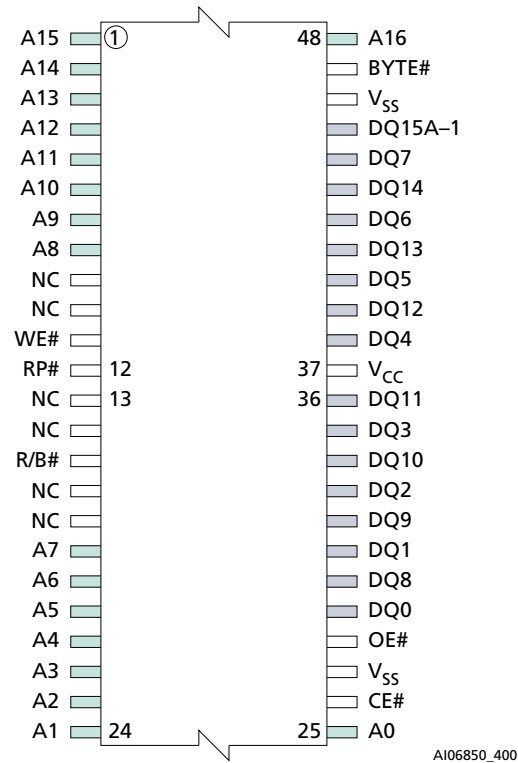 A15 1 48 A16
A14 BYTE#
A13 VSS
A12 DQ15A–1
A11 DQ7
A10 DQ14
A9 DQ6
A8 DQ13
NC DQ5
NC DQ12
WE# DQ4
RP# 12 37 VCC
NC 13 36 DQ11
NC DQ3
R/B# DQ10
NC DQ2
NC DQ9
A7 DQ1
A6 DQ8
A5 DQ0
A4 OE#
A3 VSS
A2 CE#
A1 24 25 A0
AI06850_400